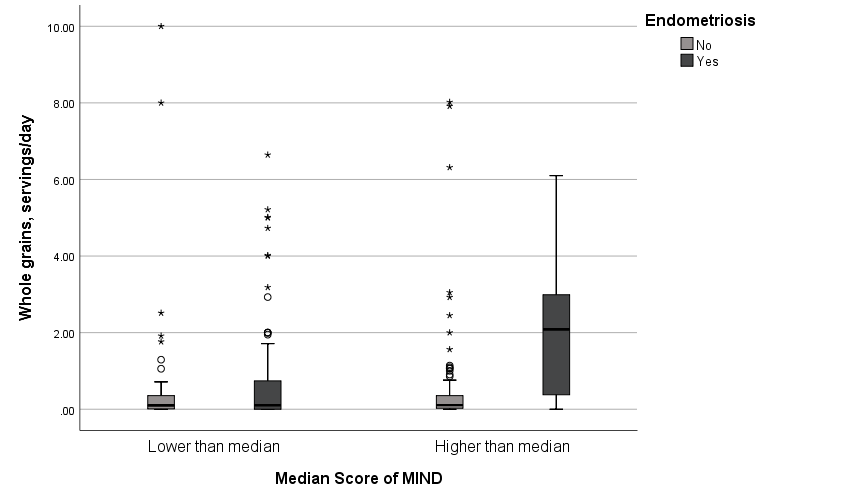 Endometriosis
No
Yes
Whole grains, servings/day
10.00
8.00
6.00
4.00
2.00
.00
Lower than median
Higher than median
Median Score of MIND